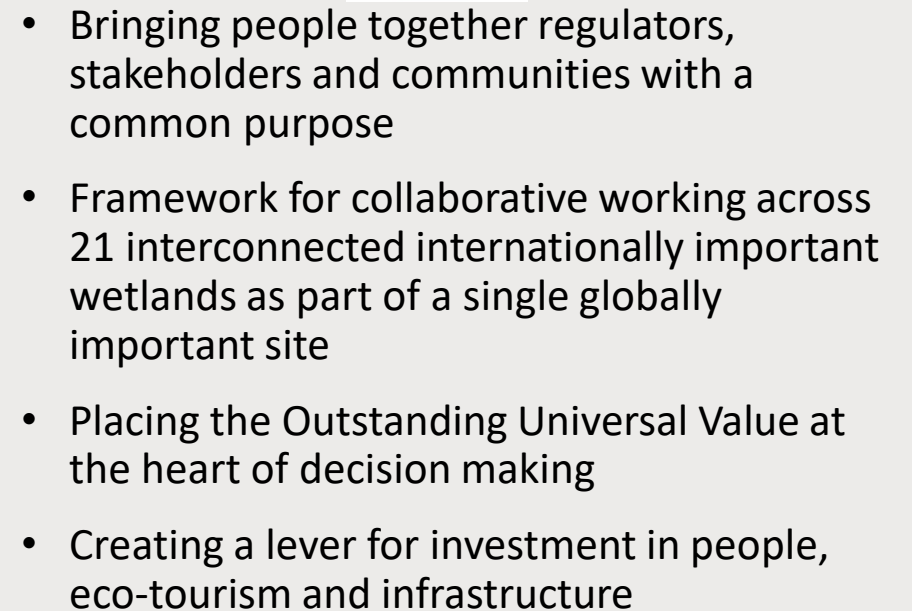 • Bringing people together regulators,
stakeholders and communities with a
common purpose
• Framework for collaborative working across
21 interconnected internationally important
wetlands as part of a single globally
important site
• Placing the Outstanding Universal Value at
the heart of decision making
• Creating a lever for investment in people,
eco-tourism and infrastructure